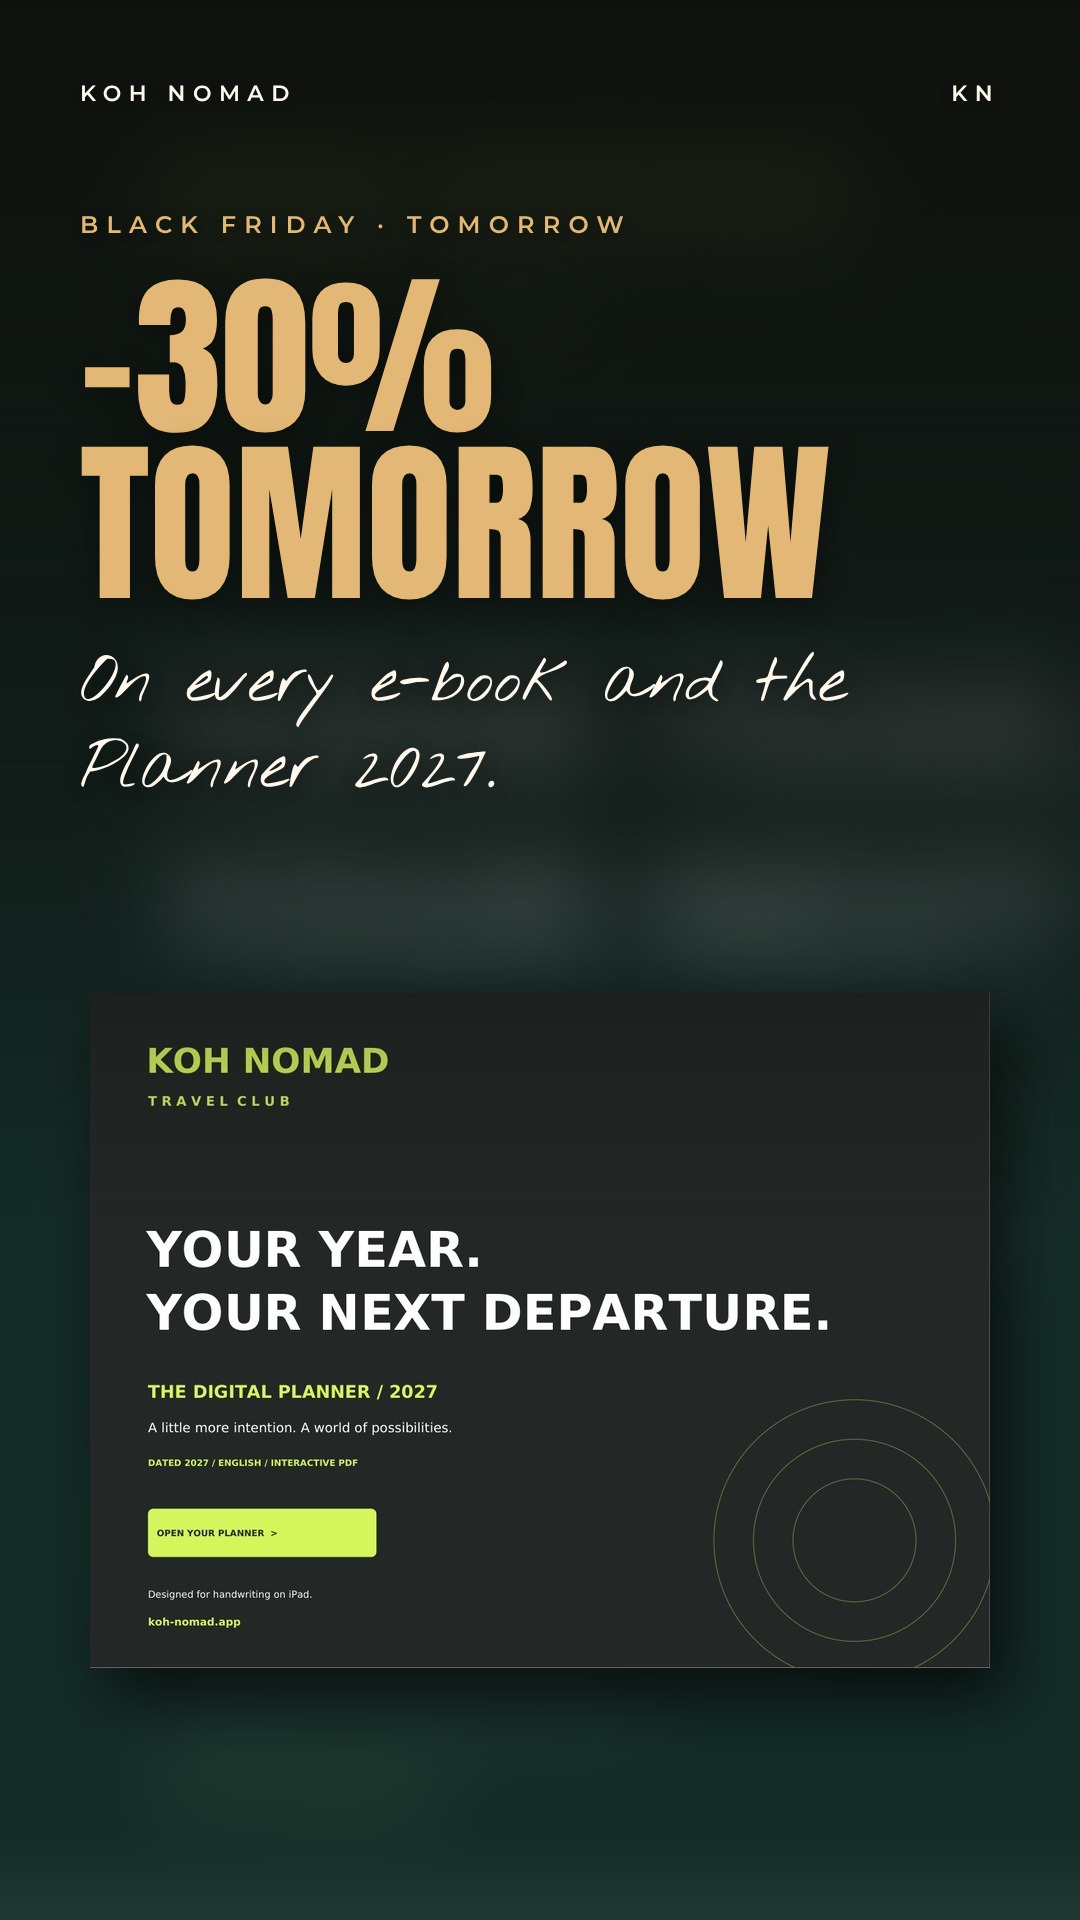 KOH NOMAD
KN
BLACK FRIDAY · TOMORROW
-30%
TOMORROW
On every e-book and the
Planner 2027.
KOH NOMAD
TRAVEL CLUB
YOUR YEAR.
YOUR NEXT DEPARTURE.
THE DIGITAL PLANNER / 2027
A little more intention. A world of possibilities.
DATED 2027 / ENGLISH / INTERACTIVE PDF
OPEN YOUR PLANNER >
Designed for handwriting on iPad.
koh-nomad.app